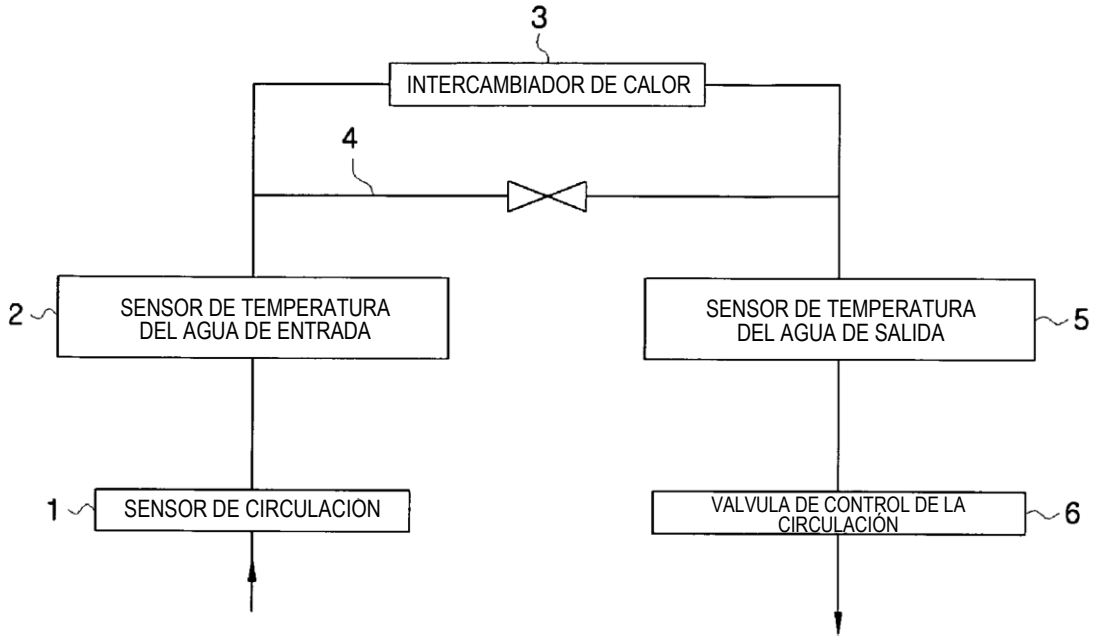 3
INTERCAMBIADOR DE CALOR
4
2
SENSOR DE TEMPERATURA
DEL AGUA DE ENTRADA
SENSOR DE TEMPERATURA
DEL AGUA DE SALIDA
5
1
SENSOR DE CIRCULACION
VALVULA DE CONTROL DE LA
CIRCULACIÓN
6